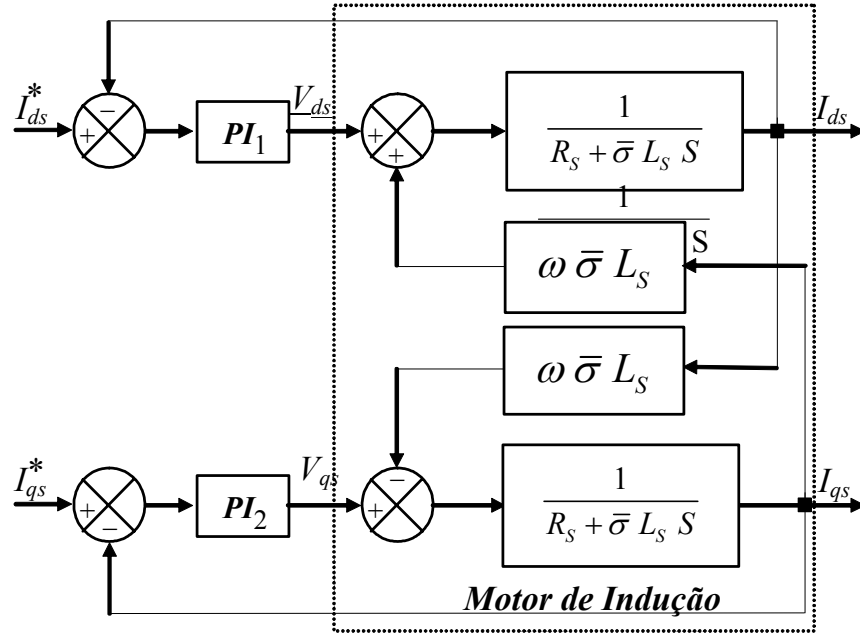 −
I*ds
+
PI1
Vds
+
+
1
RS + σ̅ LS S
Ids
1
S
ω σ̅ LS
ω σ̅ LS
I*qs
+
−
PI2
Vqs
−
+
1
RS + σ̅ LS S
Iqs
Motor de Indução